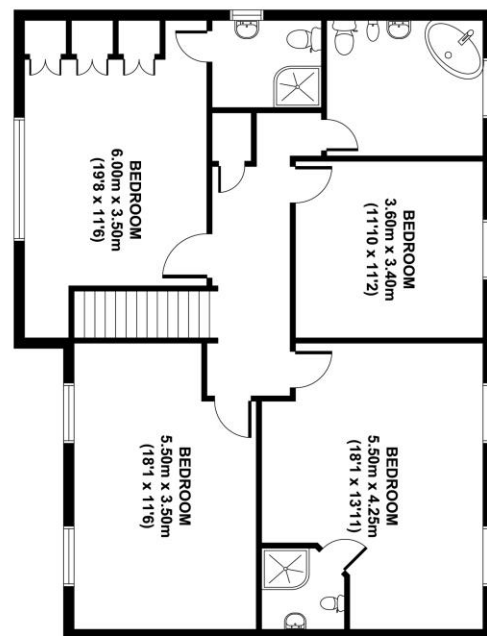 BEDROOM
6.00m x 3.50m
(19'8 x 11'6)
BEDROOM
3.60m x 3.40m
(11'10 x 11'2)
BEDROOM
5.50m x 3.50m
(18'1 x 11'6)
BEDROOM
5.50m x 4.25m
(18'1 x 13'11)